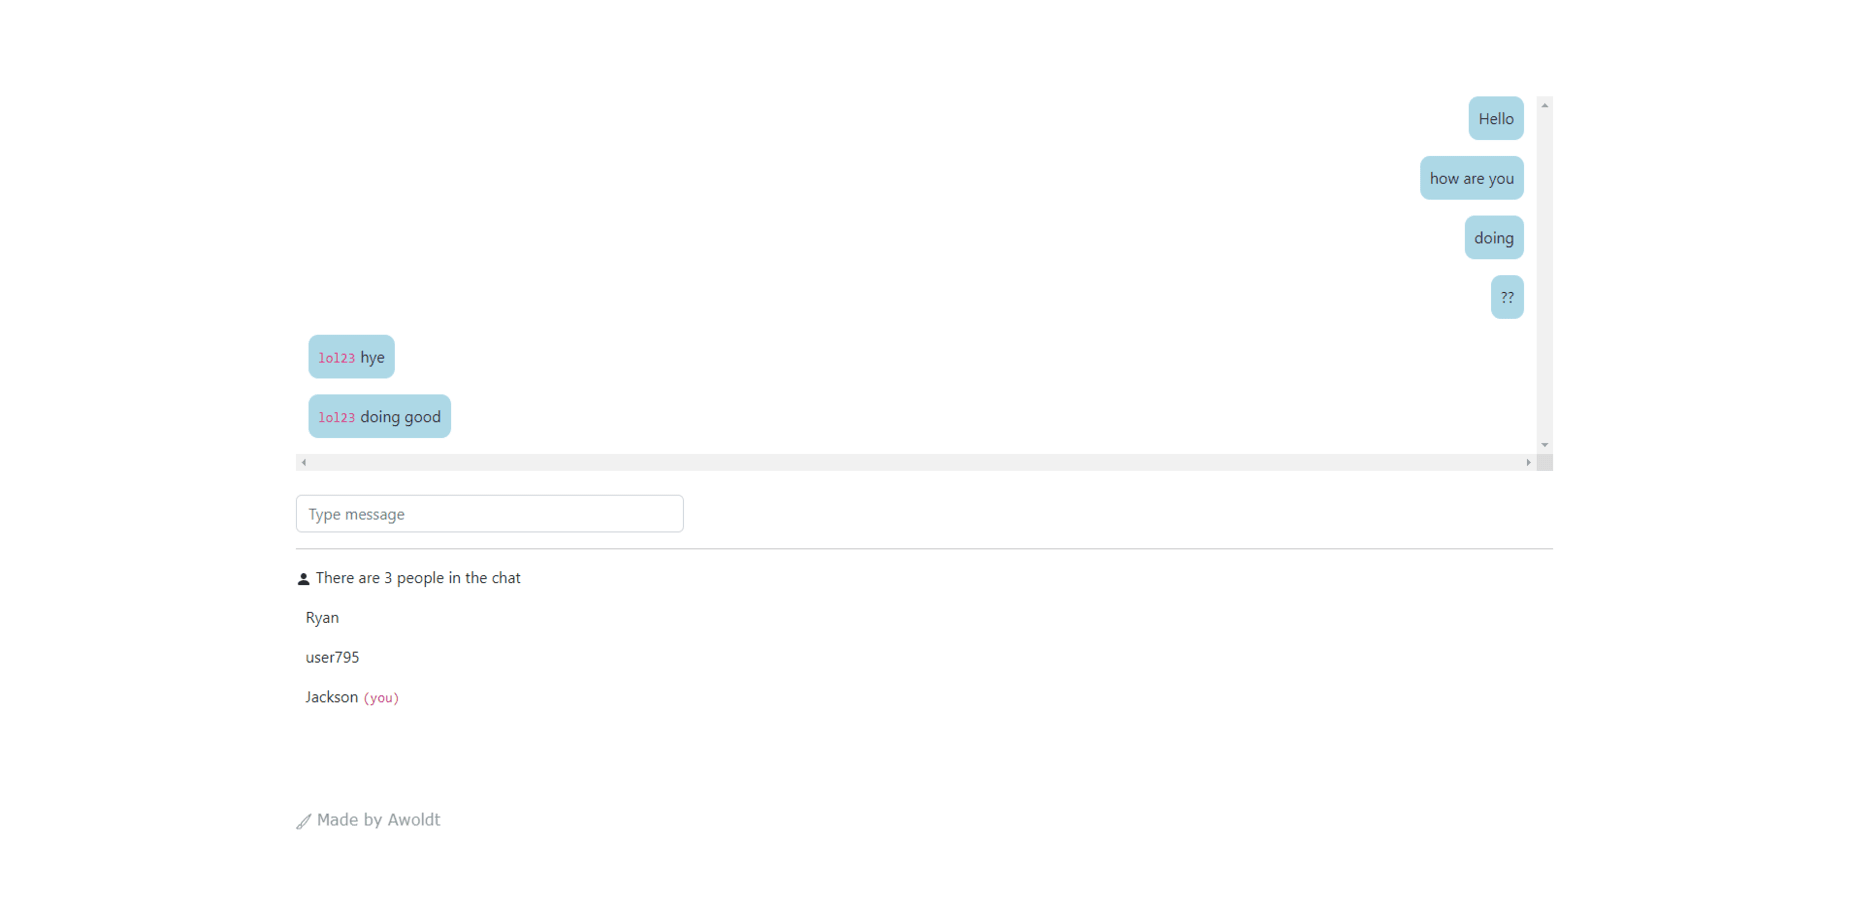 Hello
how are you
doing
??
lol23 hye
lol23 doing good
Type message
There are 3 people in the chat
Ryan
user795
Jackson (you)
Made by Awoldt